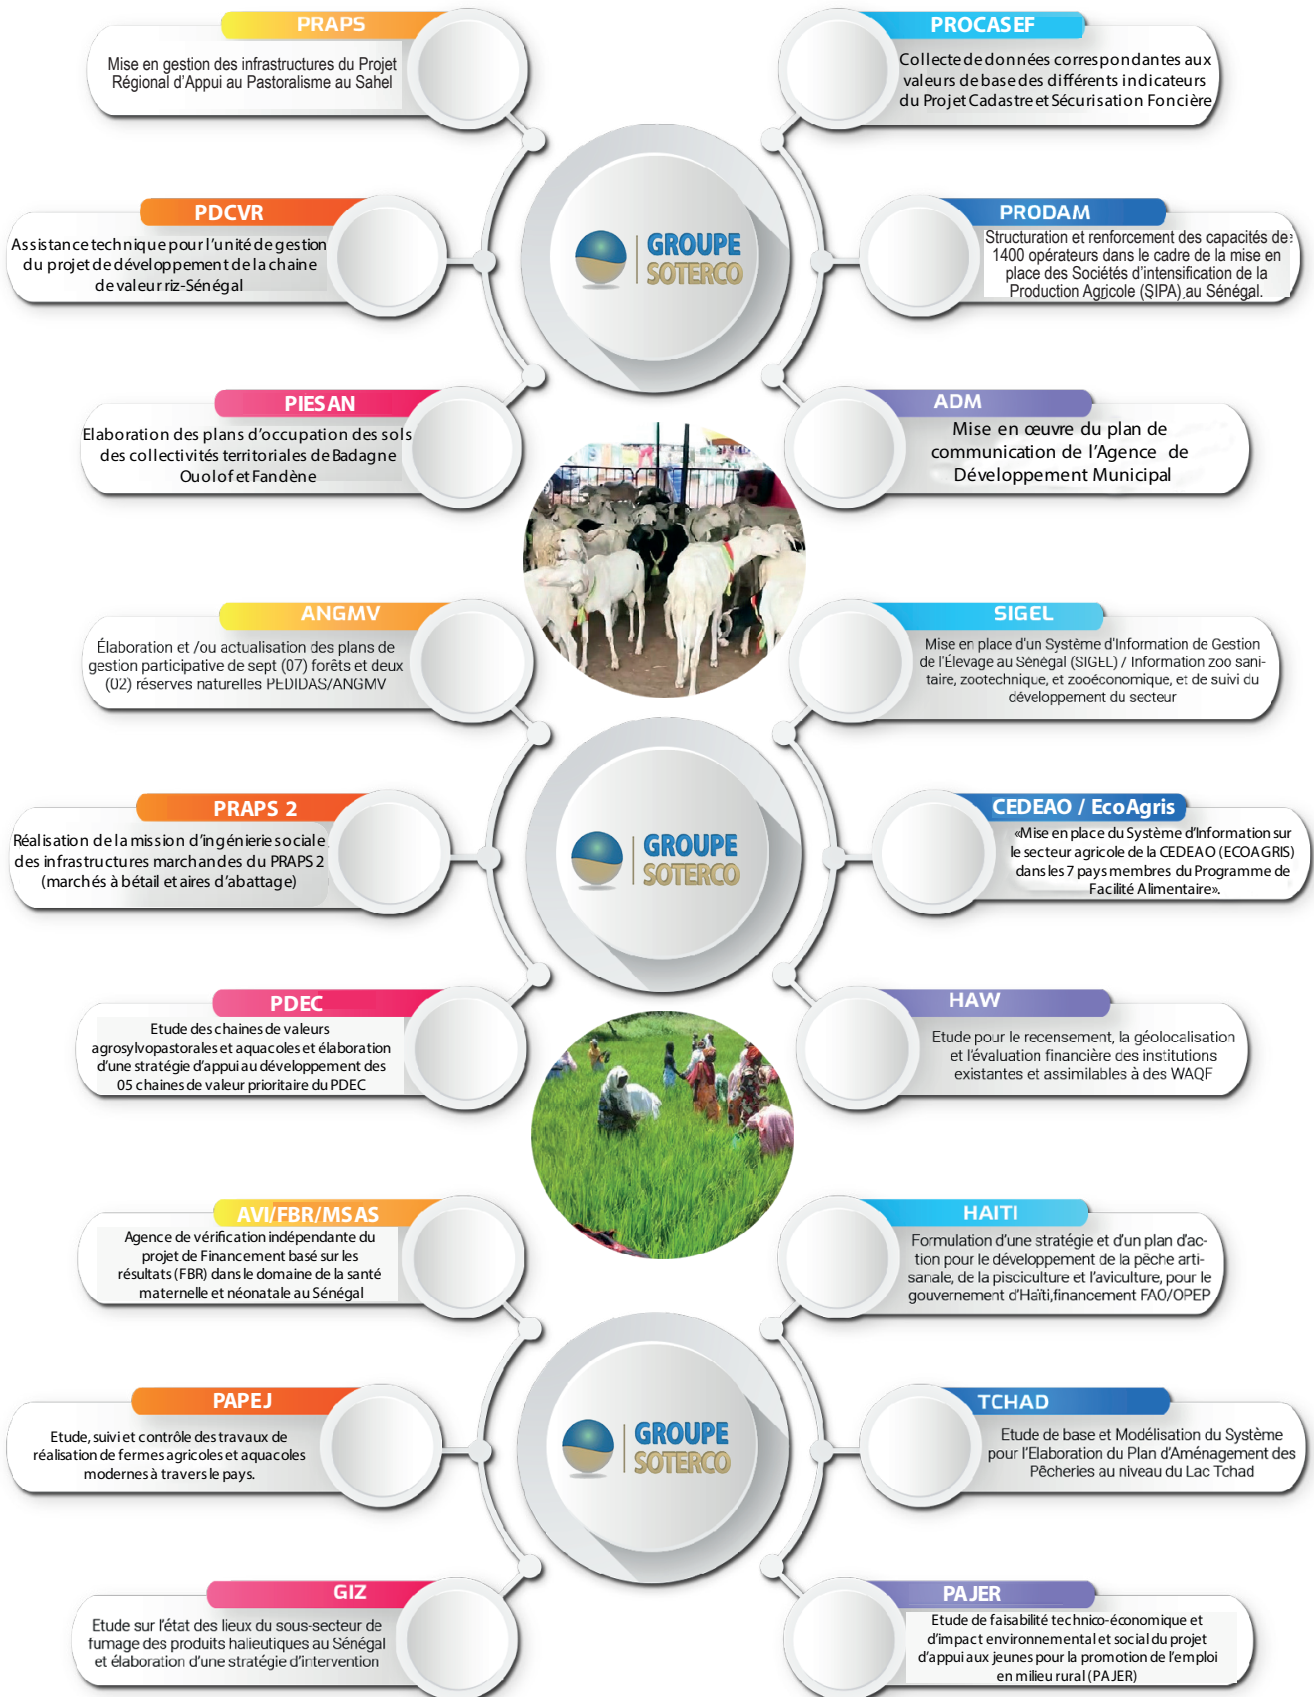 PRAPS
Mise en gestion des infrastructures du Projet
Régional d'Appui au Pastoralisme au Sahel
PROCASEF
Collecte de données correspondantes aux
valeurs de base des différents indicateurs
du Projet Cadastre et Sécurisation Foncière
GROUPE
SOTERCO
PDCVR
Assistance technique pour l'unité de gestion
du projet de développement de la chaine
de valeur riz-Sénégal
PRODAM
Structuration et renforcement des capacités de
1400 opérateurs dans le cadre de la mise en
place des Sociétés d'intensification de la
Production Agricole (SIPA) au Sénégal.
PIESAN
Elaboration des plans d'occupation des sols
des collectivités territoriales de Badagne
Ouolof et Fandène
ADM
Mise en œuvre du plan de
communication de l'Agence de
Développement Municipal
ANGMV
Élaboration et /ou actualisation des plans de
gestion participative de sept (07) forêts et deux
(02) réserves naturelles PEDIDAS/ANGMV
SIGEL
Mise en place d'un Système d'Information de Gestion
de l'Élevage au Sénégal (SIGEL) / Information zoo sani-
taire, zootechnique, et zooéconomique, et de suivi du
développement du secteur
GROUPE
SOTERCO
PRAPS 2
Réalisation de la mission d'ingénierie sociale
des infrastructures marchandes du PRAPS 2
(marchés à bétail et aires d'abattage)
CEDEAO / EcoAgris
«Mise en place du Système d'Information sur
le secteur agricole de la CEDEAO (ECOAGRIS)
dans les 7 pays membres du Programme de
Facilité Alimentaire».
PDEC
Etude des chaines de valeurs
agrosylvopastorales et aquacoles et élaboration
d'une stratégie d'appui au développement des
05 chaines de valeur prioritaire du PDEC
HAW
Etude pour le recensement, la géolocalisation
et l'évaluation financière des institutions
existantes et assimilables à des WAQF
AVI/FBR/MSAS
Agence de vérification indépendante du
projet de Financement basé sur les
résultats (FBR) dans le domaine de la santé
maternelle et néonatale au Sénégal
HAITI
Formulation d'une stratégie et d'un plan d'ac-
tion pour le développement de la pêche arti-
sanale, de la pisciculture et l'aviculture, pour le
gouvernement d'Haïti,financement FAO/OPEP
GROUPE
SOTERCO
PAPEJ
Etude, suivi et contrôle des travaux de
réalisation de fermes agricoles et aquacoles
modernes à travers le pays.
TCHAD
Etude de base et Modélisation du Système
pour l'Elaboration du Plan d'Aménagement des
Pêcheries au niveau du Lac Tchad
GIZ
Etude sur l'état des lieux du sous-secteur de
fumage des produits halieutiques au Sénégal
et élaboration d'une stratégie d'intervention
PAJER
Etude de faisabilité technico-économique et
d'impact environnemental et social du projet
d'appui aux jeunes pour la promotion de l'emploi
en milieu rural (PAJER)